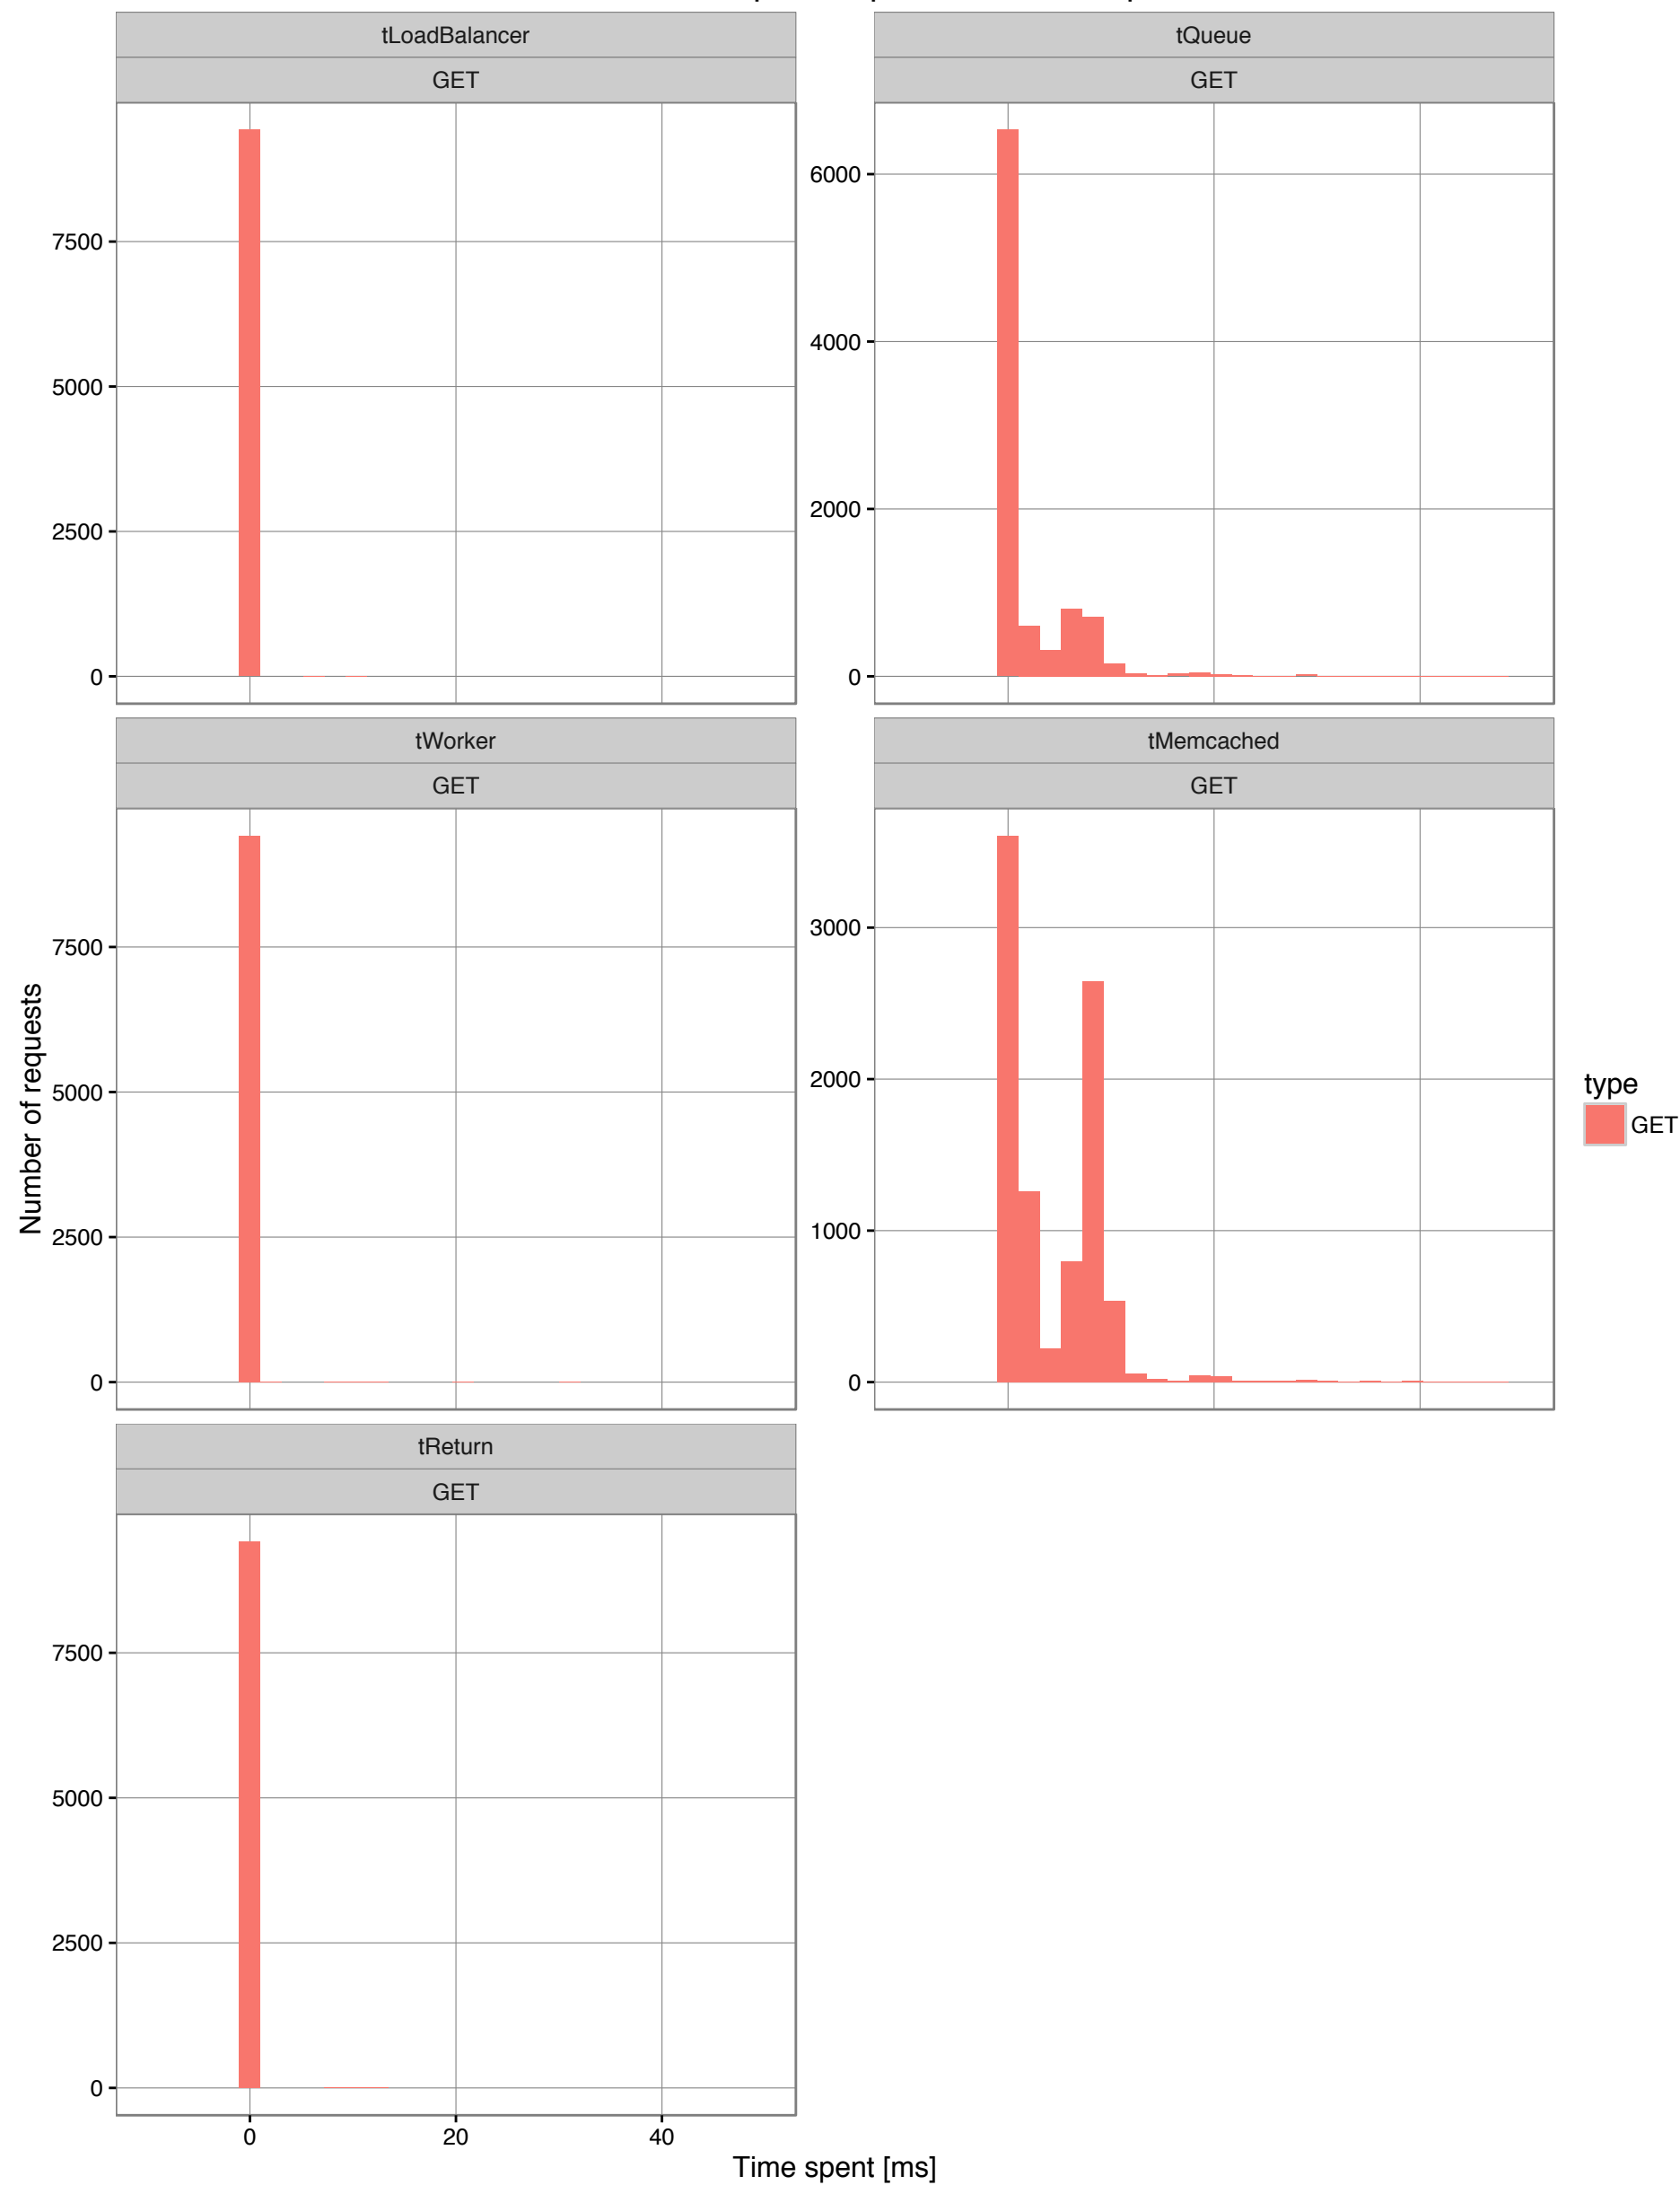 tLoadBalancer
GET
7500
5000
2500
0
tQueue
GET
6000
4000
2000
0
tWorker
GET
7500
5000
2500
0
tMemcached
GET
3000
2000
1000
0
tReturn
GET
7500
5000
2500
0
0 20 40
Time spent [ms]
Number of requests
type
GET